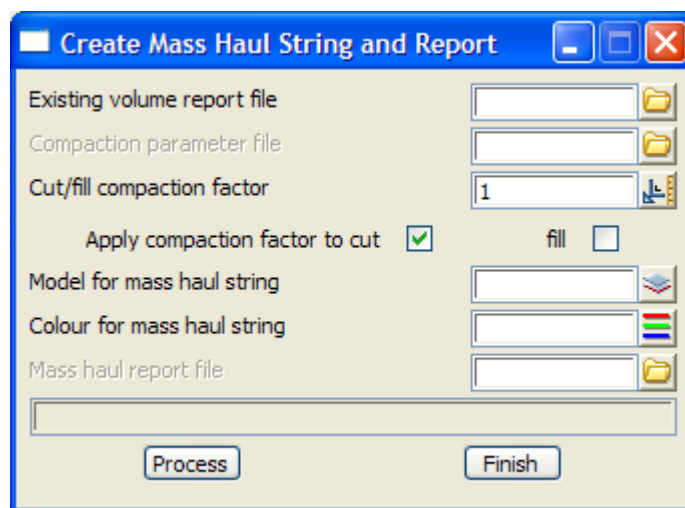 Create Mass Haul String and Report
Existing volume report file
Compaction parameter file
Cut/fill compaction factor 1
Apply compaction factor to cut fill
Model for mass haul string
Colour for mass haul string
Mass haul report file
Process Finish